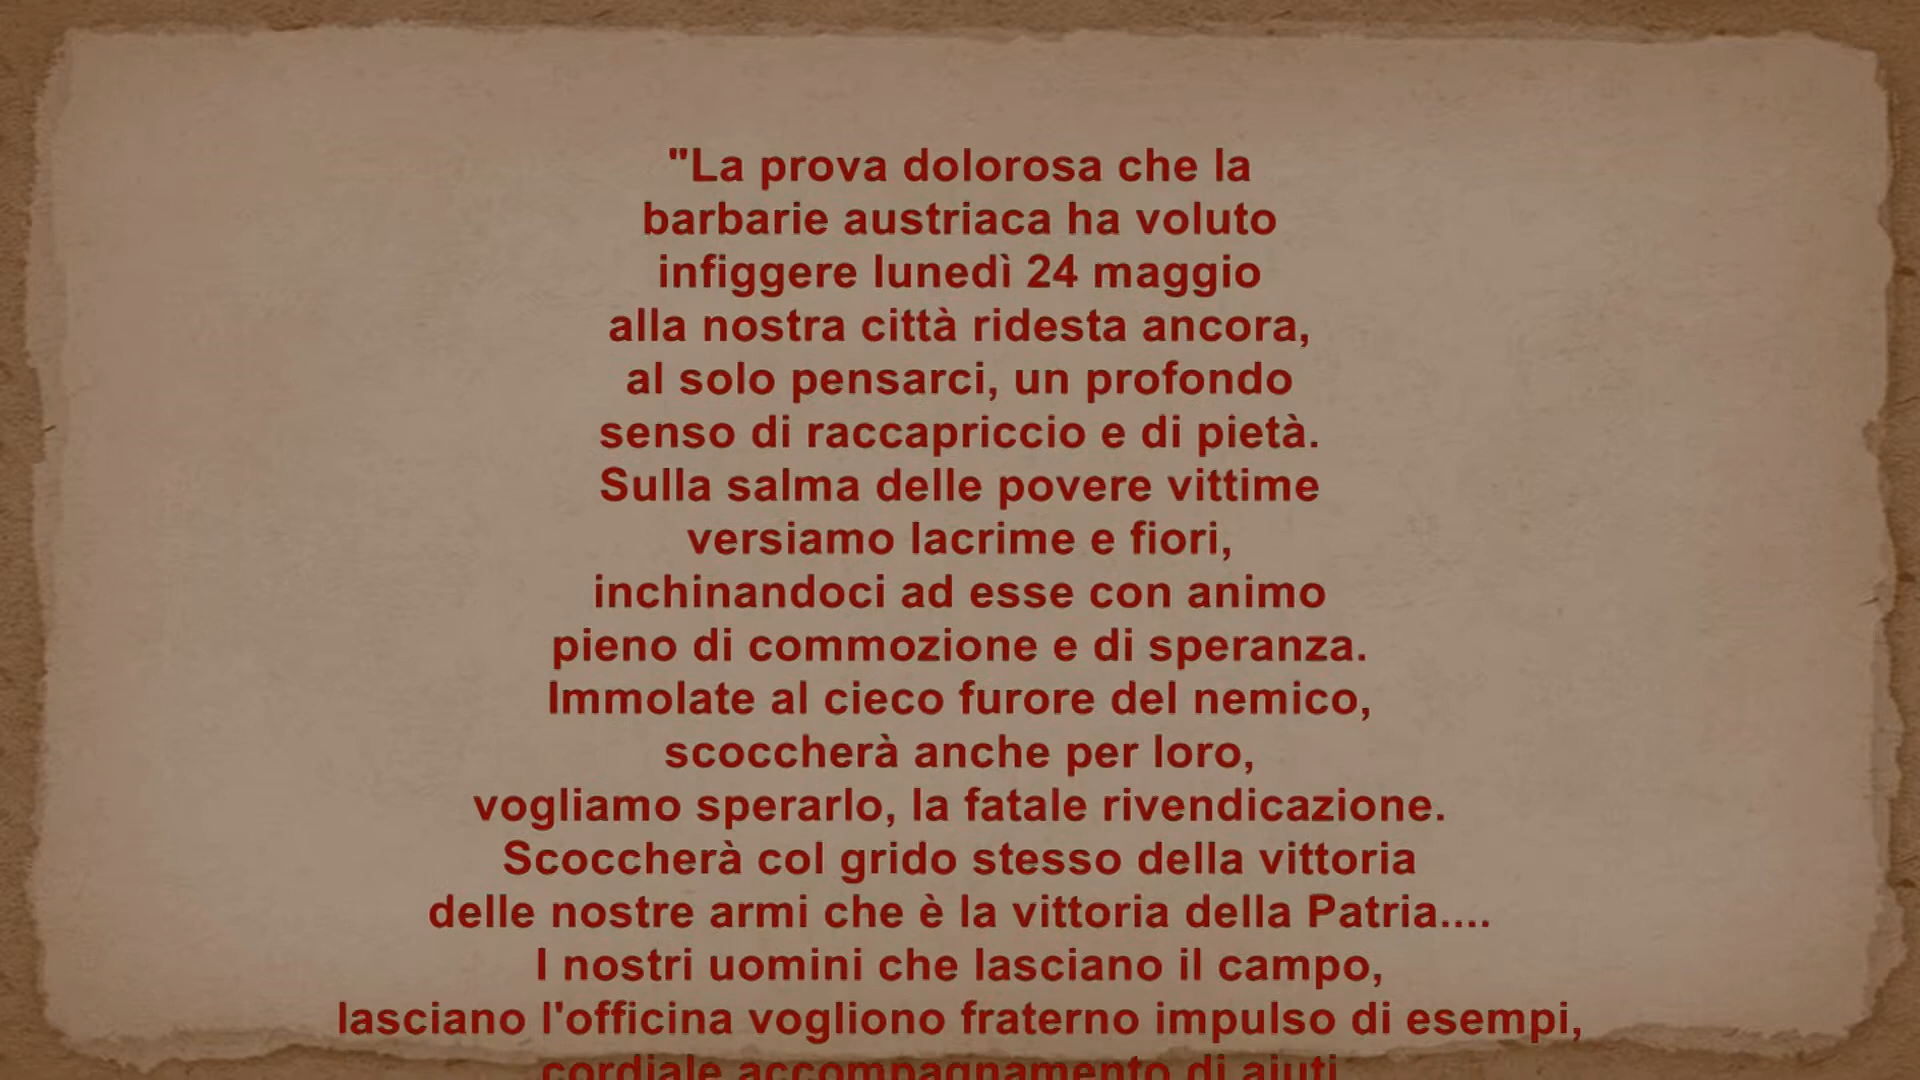 "La prova dolorosa che la
barbarie austriaca ha voluto
infiggere lunedì 24 maggio
alla nostra città ridesta ancora,
al solo pensarci, un profondo
senso di raccapriccio e di pietà.
Sulla salma delle povere vittime
versiamo lacrime e fiori,
inchinandoci ad esse con animo
pieno di commozione e di speranza.
Immolate al cieco furore del nemico,
scoccherà anche per loro,
vogliamo sperarlo, la fatale rivendicazione.
Scoccherà col grido stesso della vittoria
delle nostre armi che è la vittoria della Patria....
I nostri uomini che lasciano il campo,
lasciano l'officina vogliono fraterno impulso di esempi,
cordiale accompagnamento di aiuti